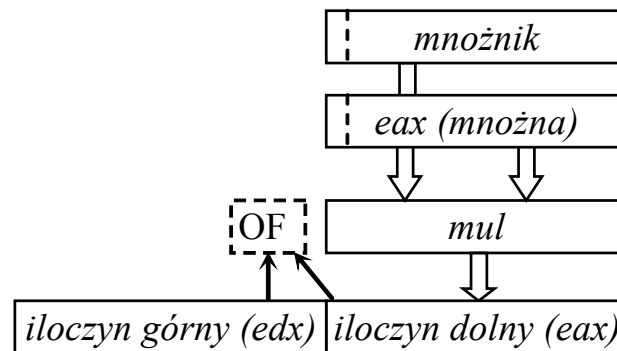 mnożnik
eax (mnożna)
OF
mul
iloczyn górny (edx)
iloczyn dolny (eax)